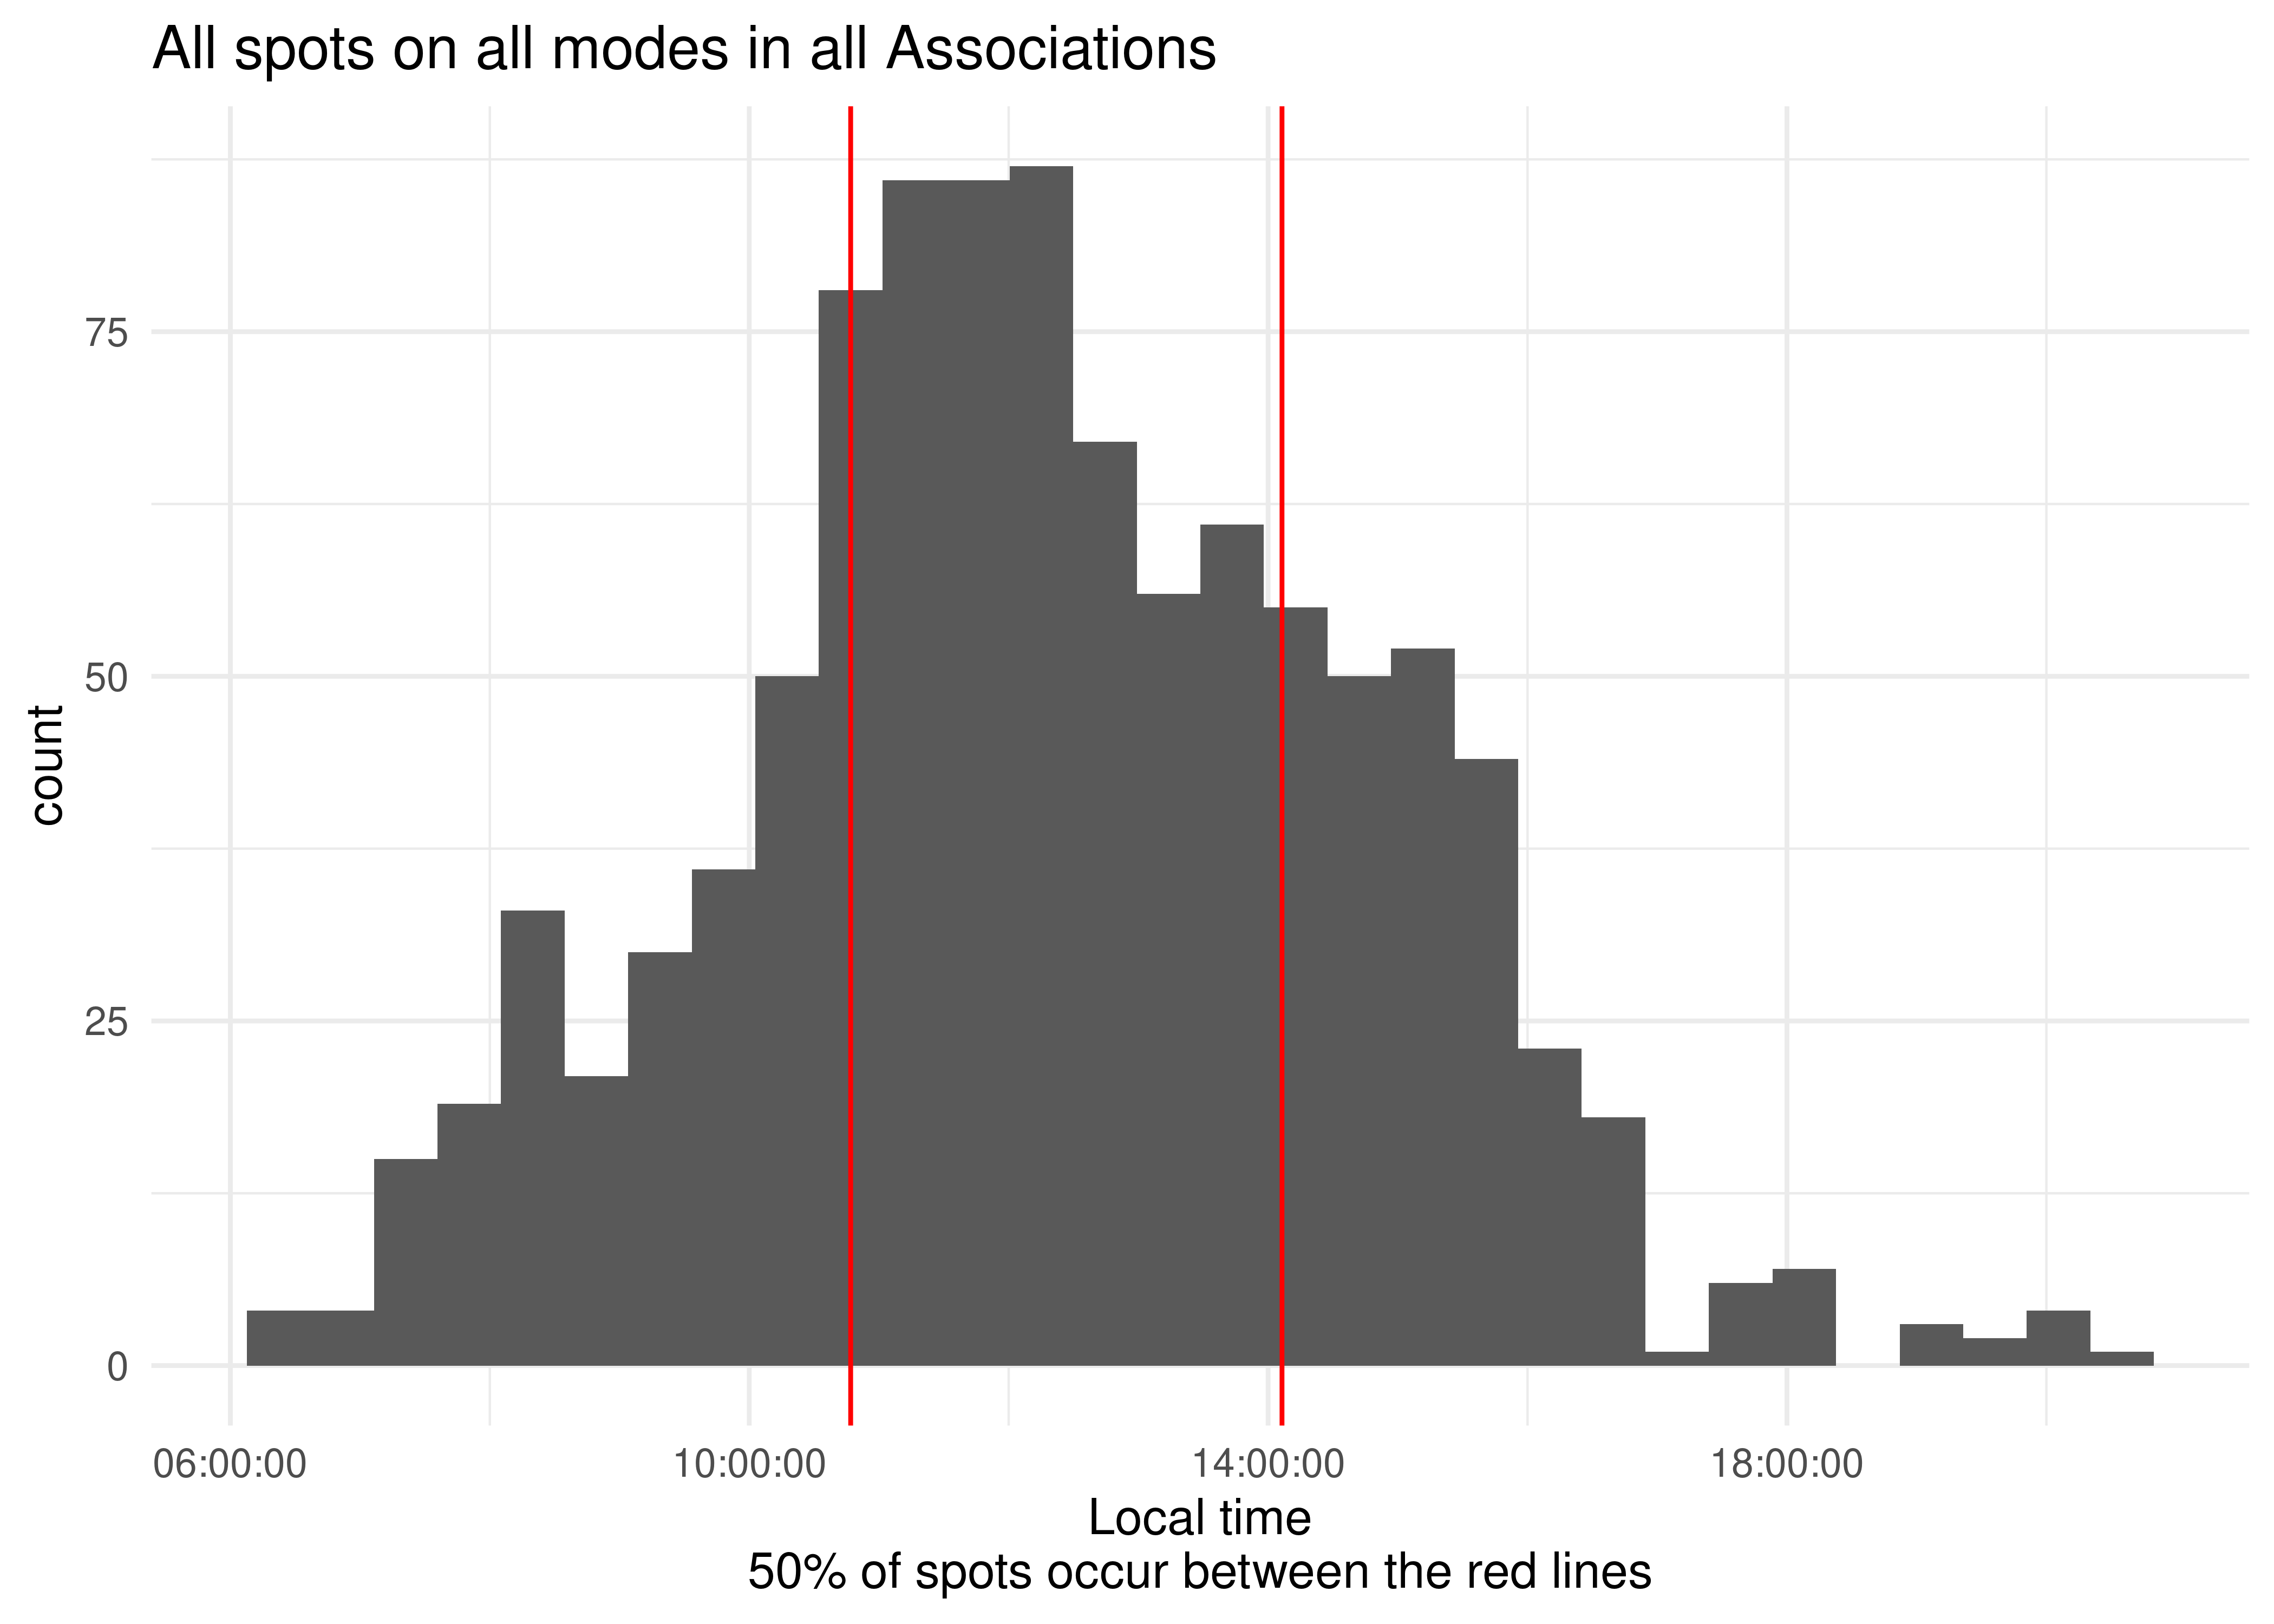 All spots on all modes in all Associations
count
75
50
25
0
06:00:00 10:00:00 14:00:00 18:00:00
Local time
50% of spots occur between the red lines